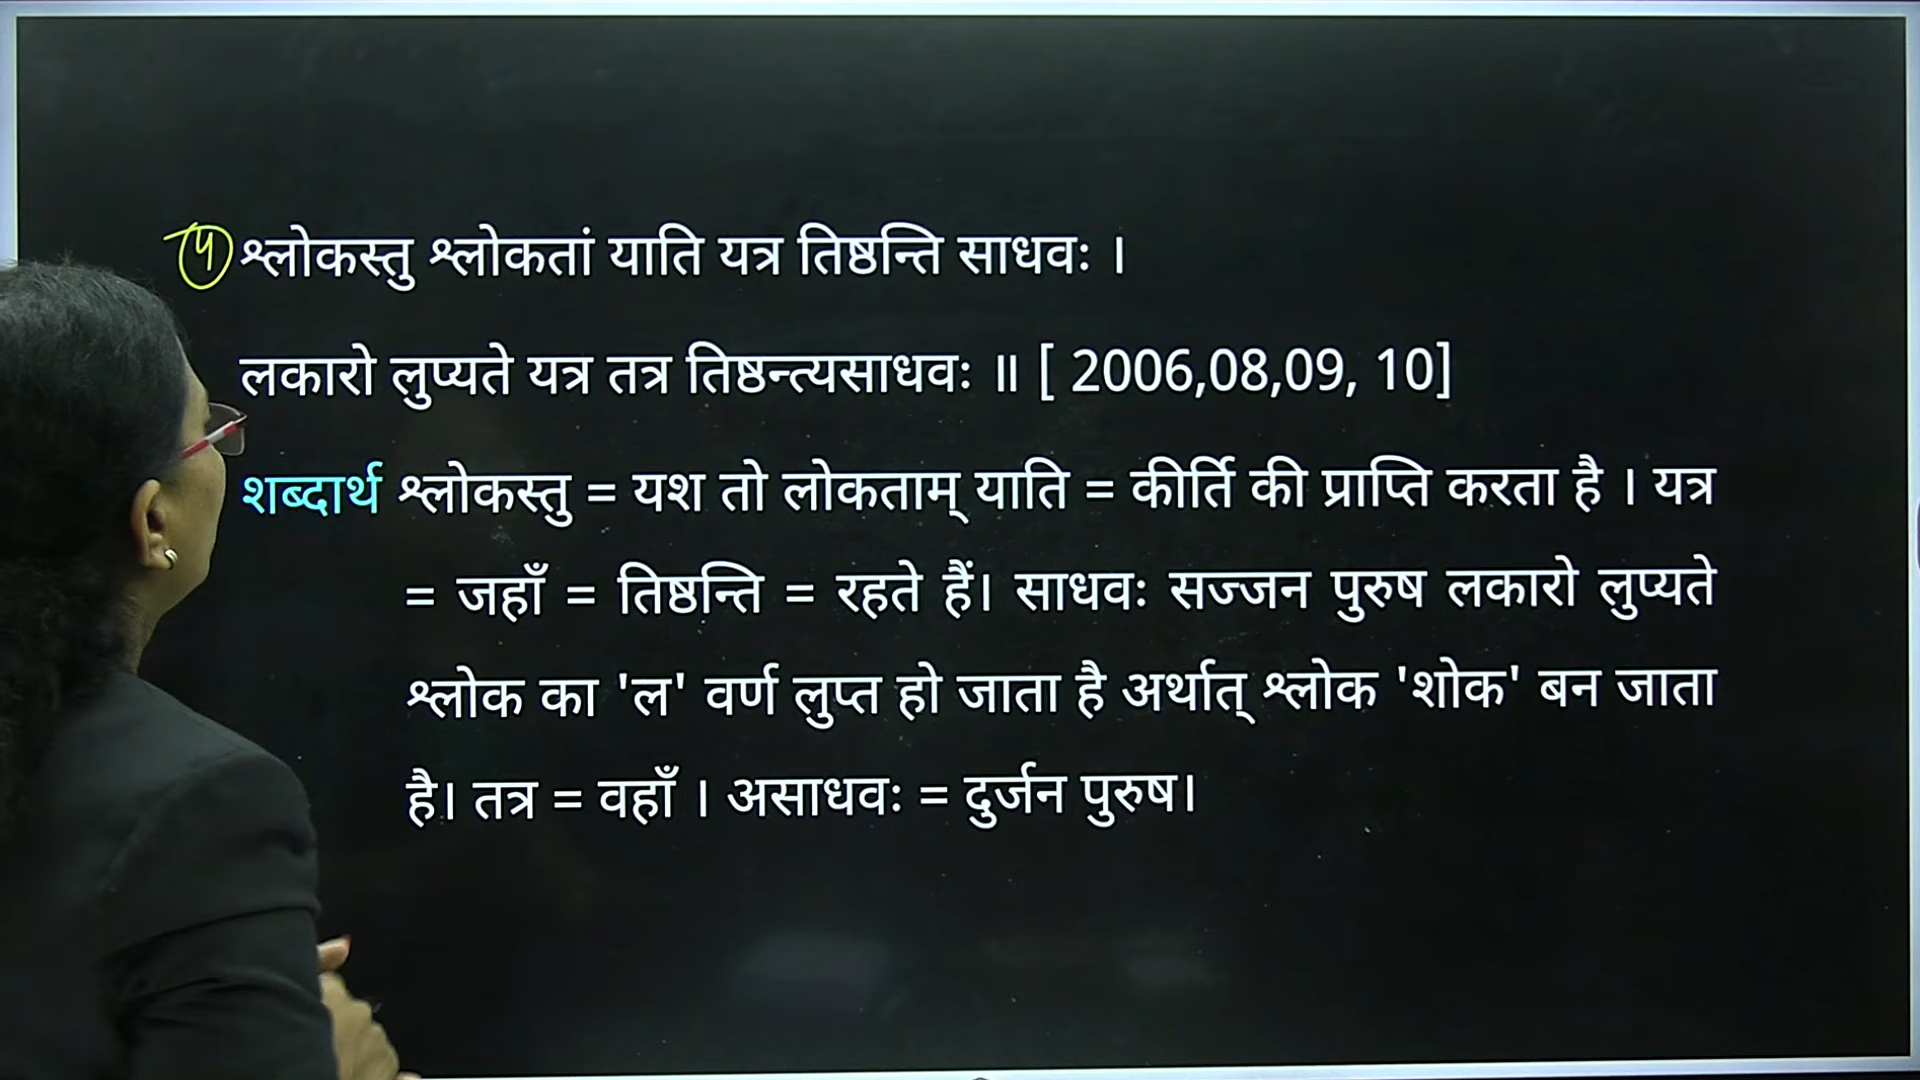 ५ श्लोकस्तु श्लोकतां याति यत्र तिष्ठन्ति साधवः ।
लकारो लुप्यते यत्र तत्र तिष्ठन्त्यसाधवः ॥ [ 2006,08,09, 10]
शब्दार्थ श्लोकस्तु = यश तो लोकताम् याति = कीर्ति की प्राप्ति करता है । यत्र
= जहाँ = तिष्ठन्ति = रहते हैं। साधवः सज्जन पुरुष लकारो लुप्यते
श्लोक का 'ल' वर्ण लुप्त हो जाता है अर्थात् श्लोक 'शोक' बन जाता
है। तत्र = वहाँ । असाधवः = दुर्जन पुरुष।